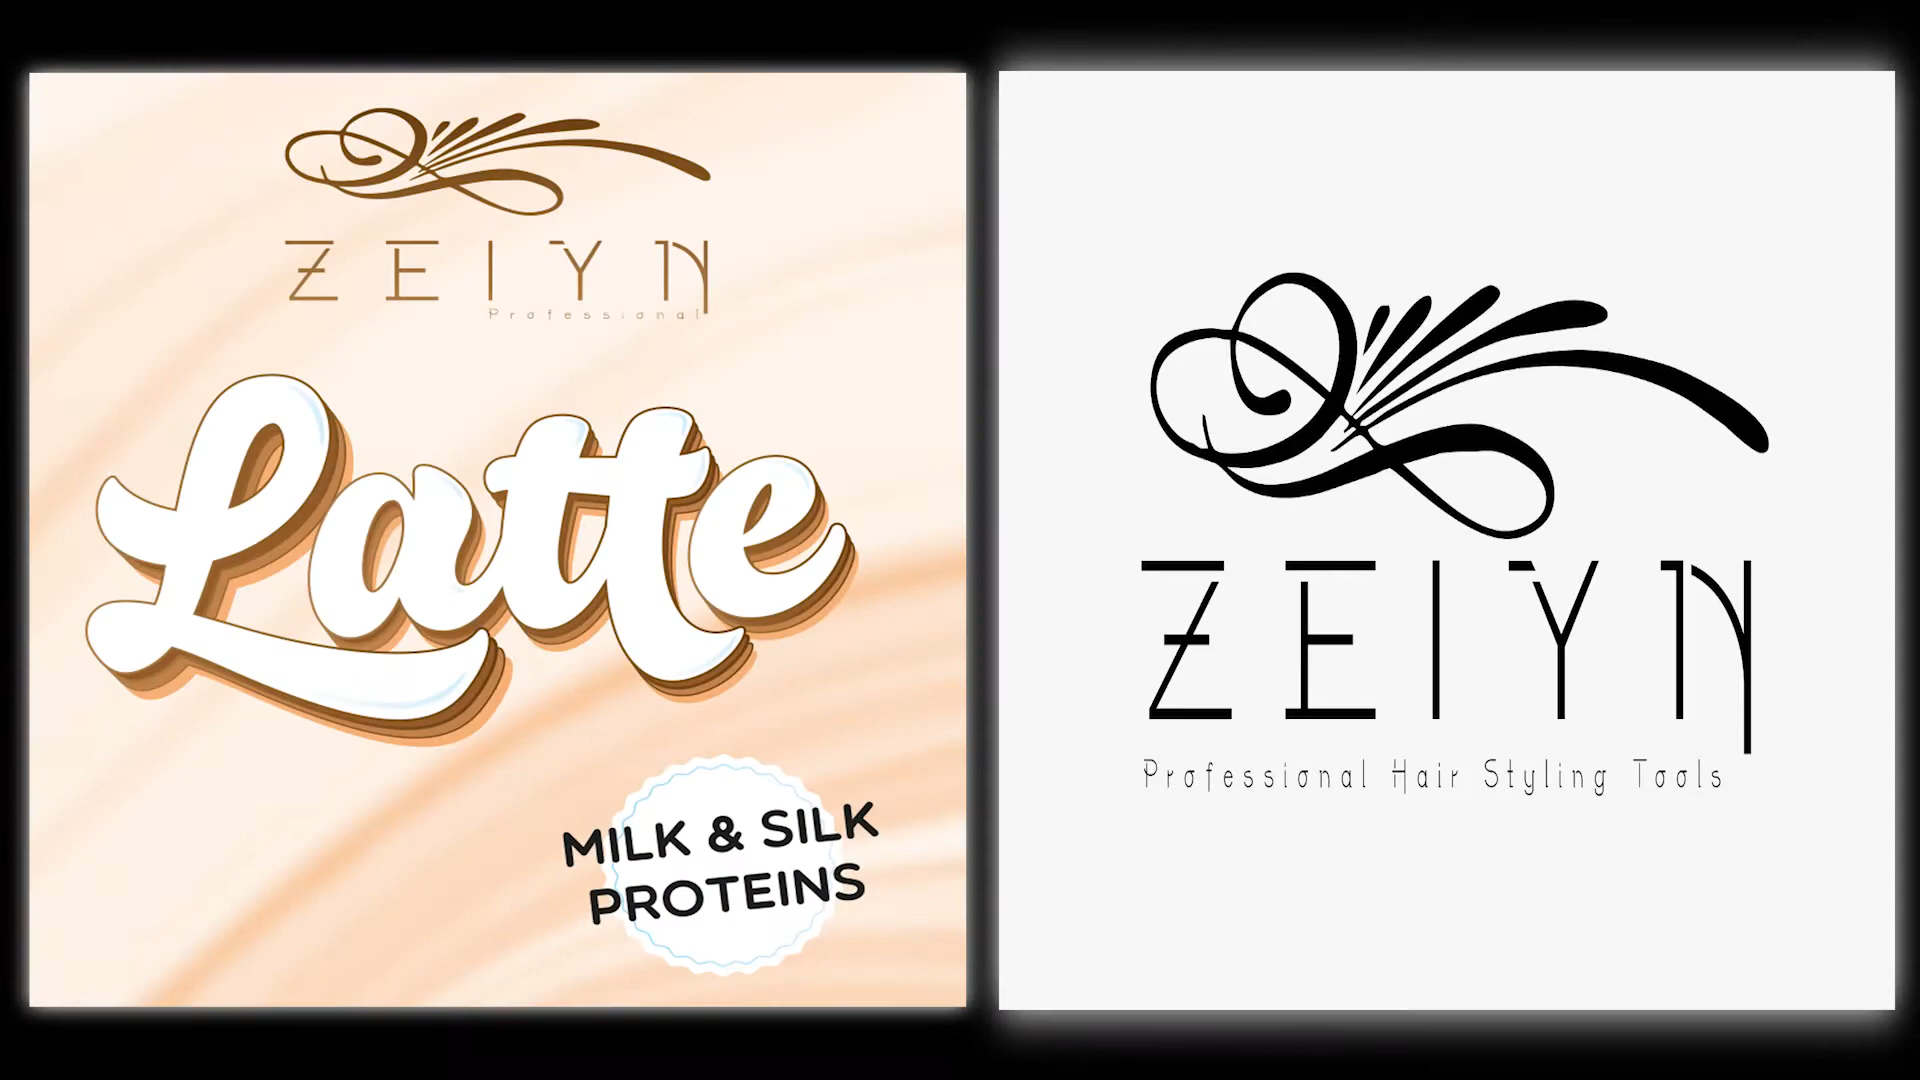 ZEIYN
Professional
Latte
MILK & SILK
PROTEINS
ZEIYN
Professional Hair Styling Tools